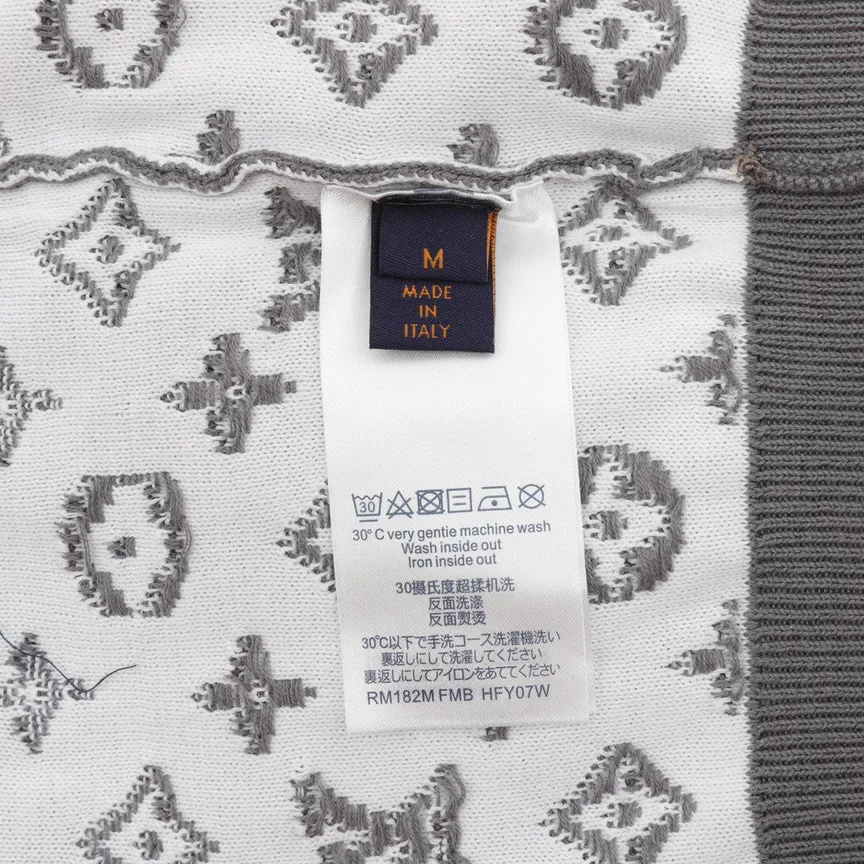 M
MADE
IN
ITALY
30
30°C very gentie machine wash
Wash inside out
Iron inside out
30摄氏度超揉机洗
反面洗涤
反面熨烫
30℃以下で手洗コース洗濯機洗い
裏返しにして洗濯してください
裏返しにしてアイロンをあててください
RM182M FMB HFY07W